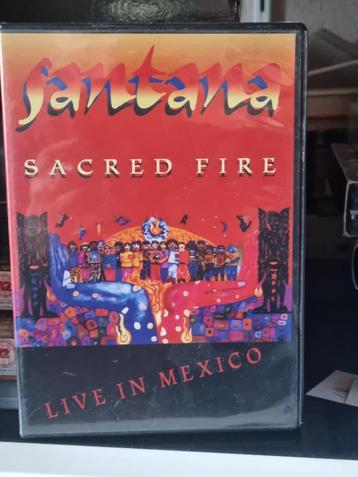 Santana
SACRED FIRE
LIVE IN MEXICO